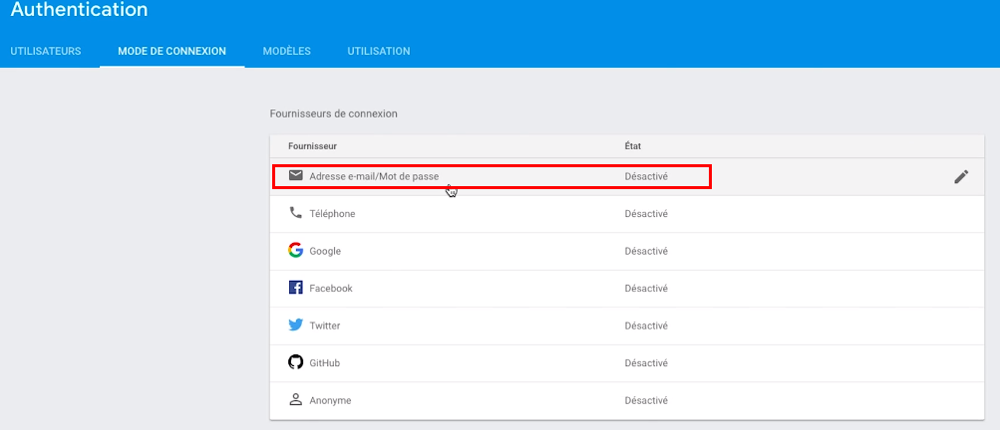 Authentication
UTILISATEURS MODE DE CONNEXION MODÈLES UTILISATION
Fournisseurs de connexion
Fournisseur État
Adresse e-mail/Mot de passe Désactivé
Téléphone Désactivé
Google Désactivé
Facebook Désactivé
Twitter Désactivé
GitHub Désactivé
Anonyme Désactivé